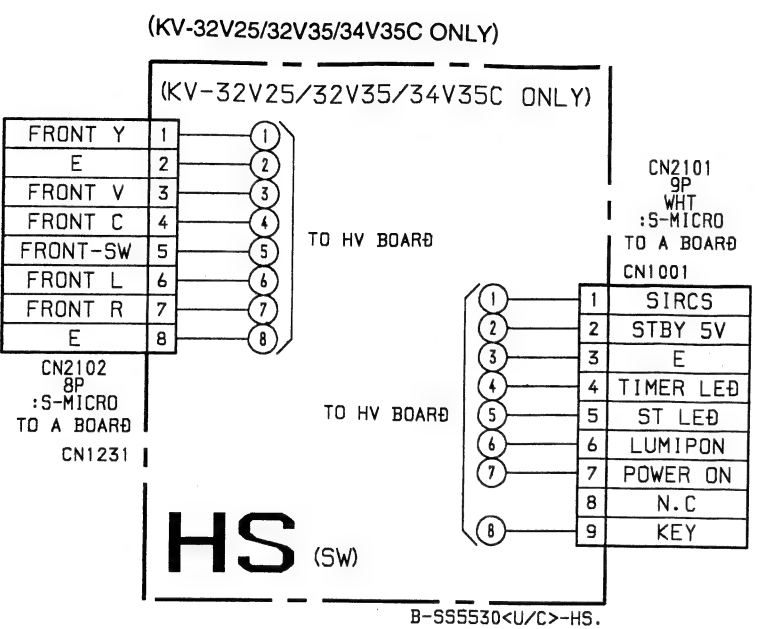 (KV-32V25/32V35/34V35C ONLY)
(KV-32V25/32V35/34V35C ONLY)
FRONT Y 1 1
E 2 2
FRONT V 3 3
FRONT C 4 4
FRONT-SW 5 5
FRONT L 6 6
FRONT R 7 7
E 8 8
TO HV BOARD
CN2102
8P
:S-MICRO
TO A BOARD
CN1231
CN2101
9P
WHT
:S-MICRO
TO A BOARD
CN1001
1 1 SIRCS
2 2 STBY 5V
3 3 E
4 4 TIMER LED
5 5 ST LED
6 6 LUMIPON
7 7 POWER ON
8 N.C
8 9 KEY
TO HV BOARD
HS (SW)
B-SS5530<U/C>-HS.